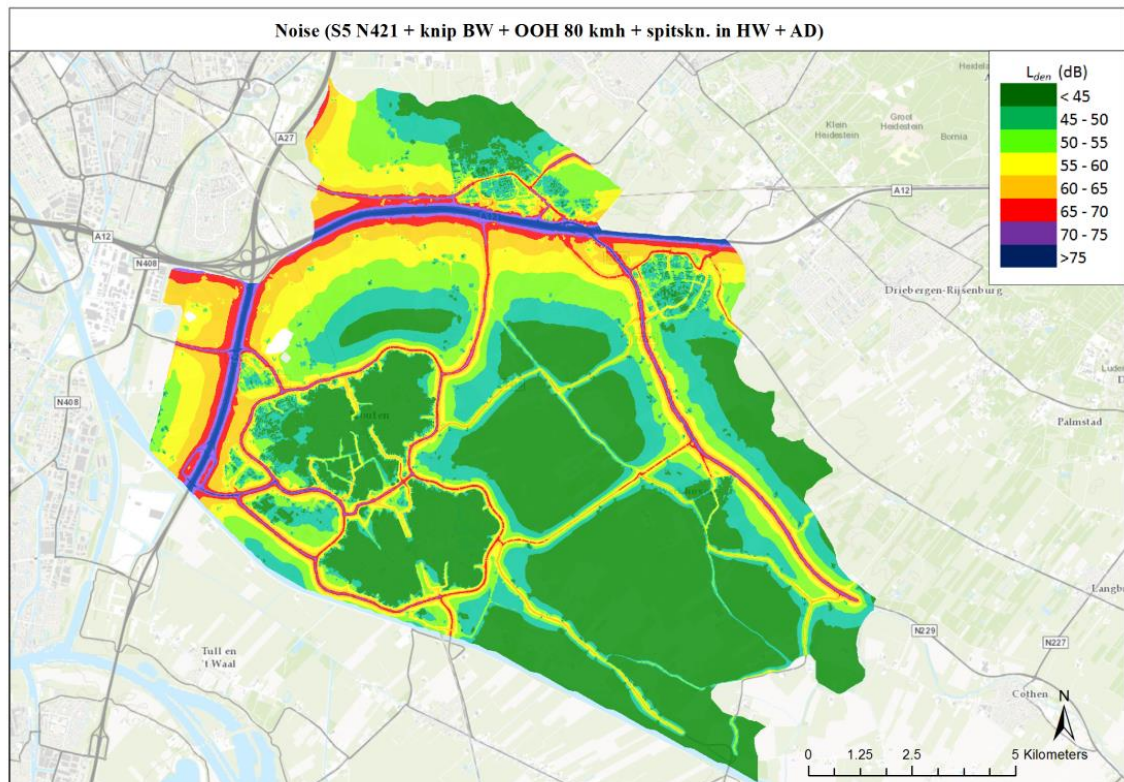 Noise (S5 N421 + knip BW + OOH 80 kmh + spitskn. in HW + AD)
L_den (dB)
< 45
45 - 50
50 - 55
55 - 60
60 - 65
65 - 70
70 - 75
>75
A27
Klein
Heidestein
Groot
Heidestein
Bornia
A12
A12
N408
Driebergen-Rijsenburg
N408
Palmstad
Tull en
't Waal
N229
N227
Cothen
N
0 1.25 2.5 5 Kilometers